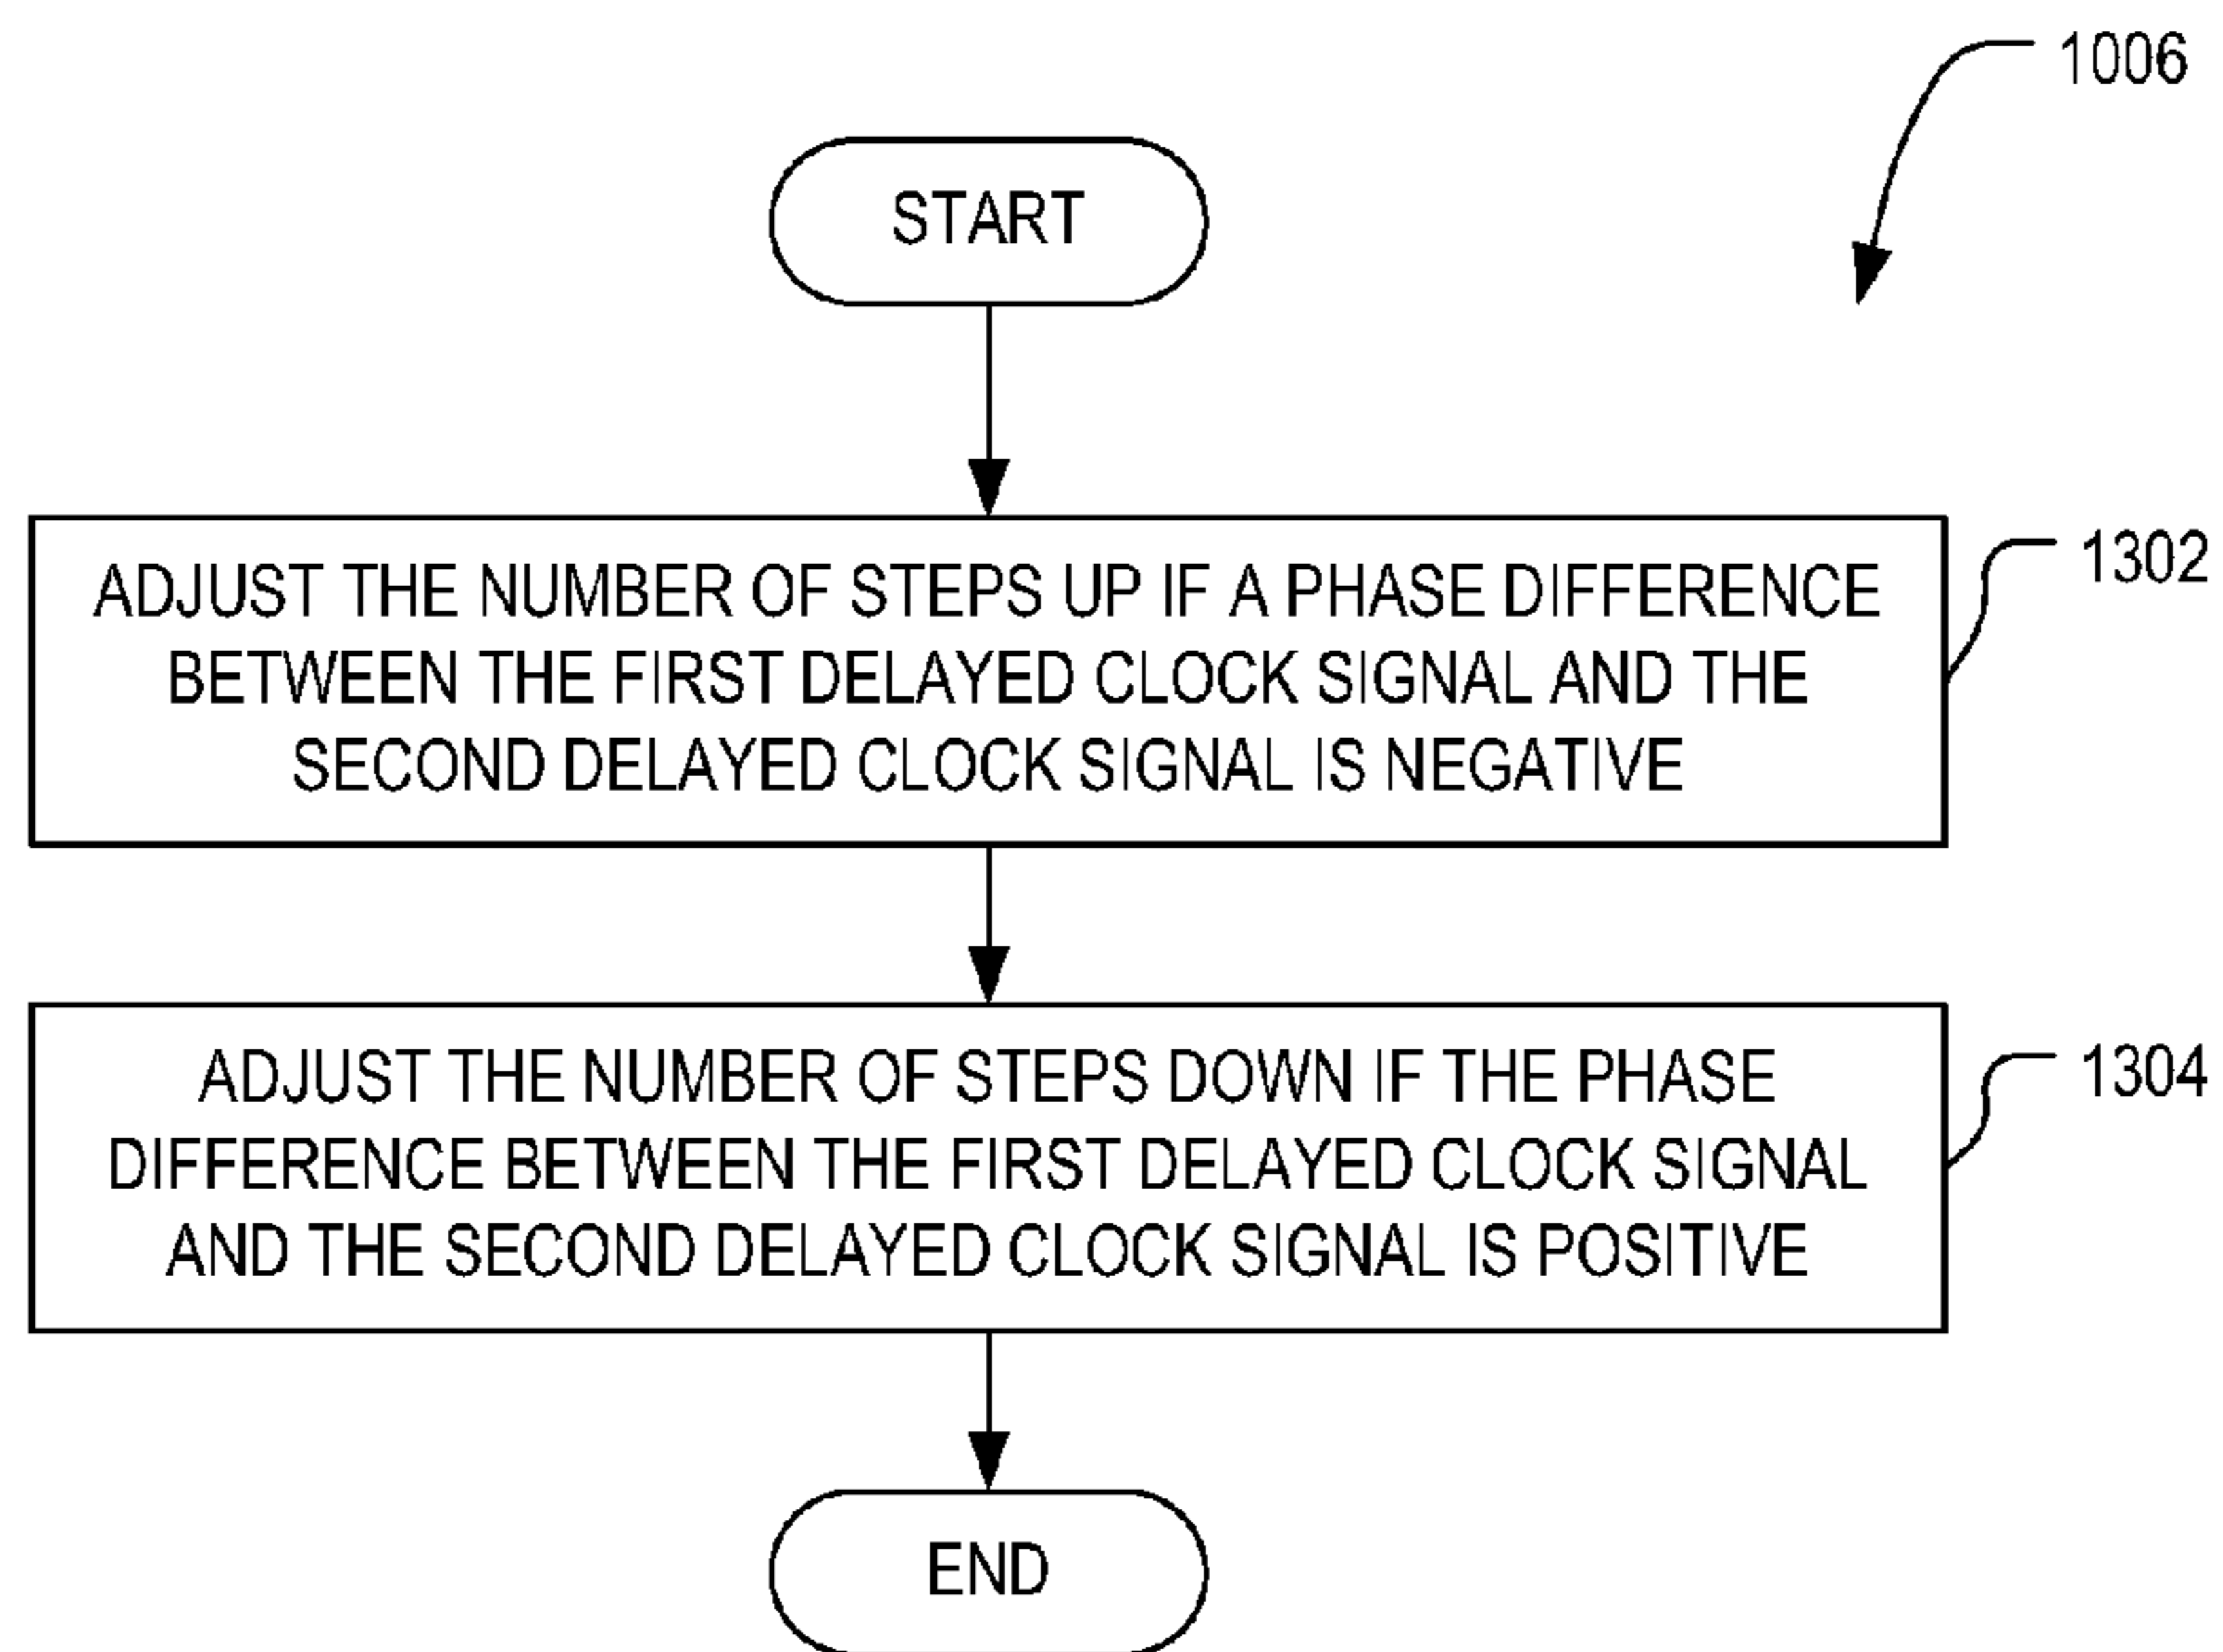 1006
START
ADJUST THE NUMBER OF STEPS UP IF A PHASE DIFFERENCE
BETWEEN THE FIRST DELAYED CLOCK SIGNAL AND THE
SECOND DELAYED CLOCK SIGNAL IS NEGATIVE
1302
ADJUST THE NUMBER OF STEPS DOWN IF THE PHASE
DIFFERENCE BETWEEN THE FIRST DELAYED CLOCK SIGNAL
AND THE SECOND DELAYED CLOCK SIGNAL IS POSITIVE
1304
END